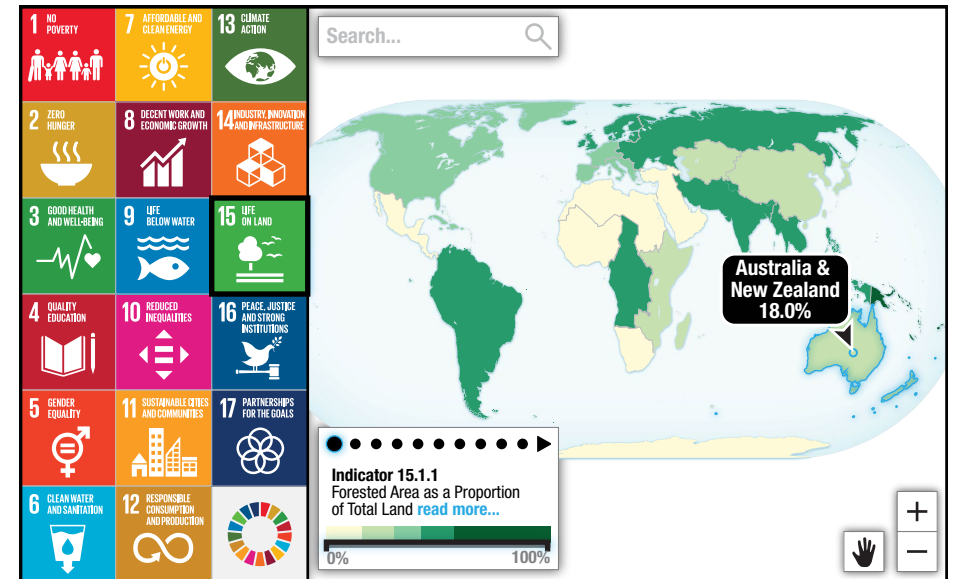 1 NO
POVERTY
7 AFFORDABLE AND
CLEAN ENERGY
13 CLIMATE
ACTION
2 ZERO
HUNGER
8 DECENT WORK AND
ECONOMIC GROWTH
14 INDUSTRY, INNOVATION
AND INFRASTRUCTURE
3 GOOD HEALTH
AND WELL-BEING
9 LIFE
BELOW WATER
15 LIFE
ON LAND
4 QUALITY
EDUCATION
10 REDUCED
INEQUALITIES
16 PEACE, JUSTICE
AND STRONG
INSTITUTIONS
5 GENDER
EQUALITY
11 SUSTAINABLE CITIES
AND COMMUNITIES
17 PARTNERSHIPS
FOR THE GOALS
6 CLEAN WATER
AND SANITATION
12 RESPONSIBLE
CONSUMPTION
AND PRODUCTION
Search...
Australia &
New Zealand
18.0%
Indicator 15.1.1
Forested Area as a Proportion
of Total Land read more...
0% 100%
+
−